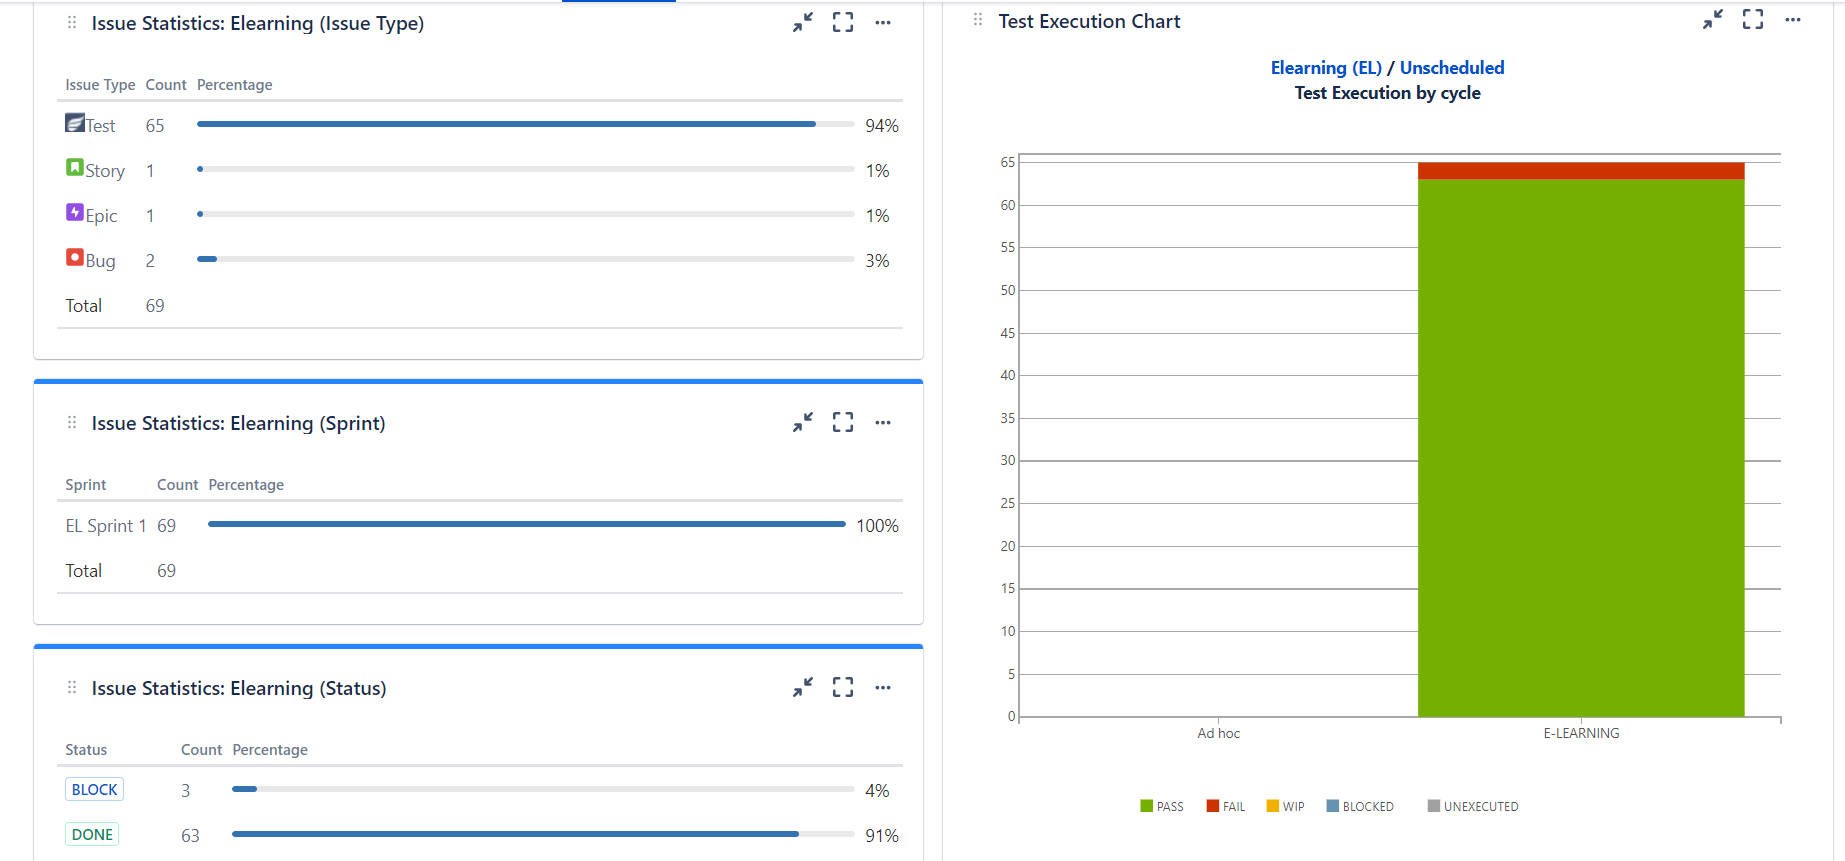 Issue Statistics: Elearning (Issue Type)
Issue Type Count Percentage
Test 65 94%
Story 1 1%
Epic 1 1%
Bug 2 3%
Total 69
Issue Statistics: Elearning (Sprint)
Sprint Count Percentage
EL Sprint 1 69 100%
Total 69
Issue Statistics: Elearning (Status)
Status Count Percentage
BLOCK 3 4%
DONE 63 91%
Test Execution Chart
Elearning (EL) / Unscheduled
Test Execution by cycle
65
60
55
50
45
40
35
30
25
20
15
10
5
0
Ad hoc E-LEARNING
PASS FAIL WIP BLOCKED UNEXECUTED